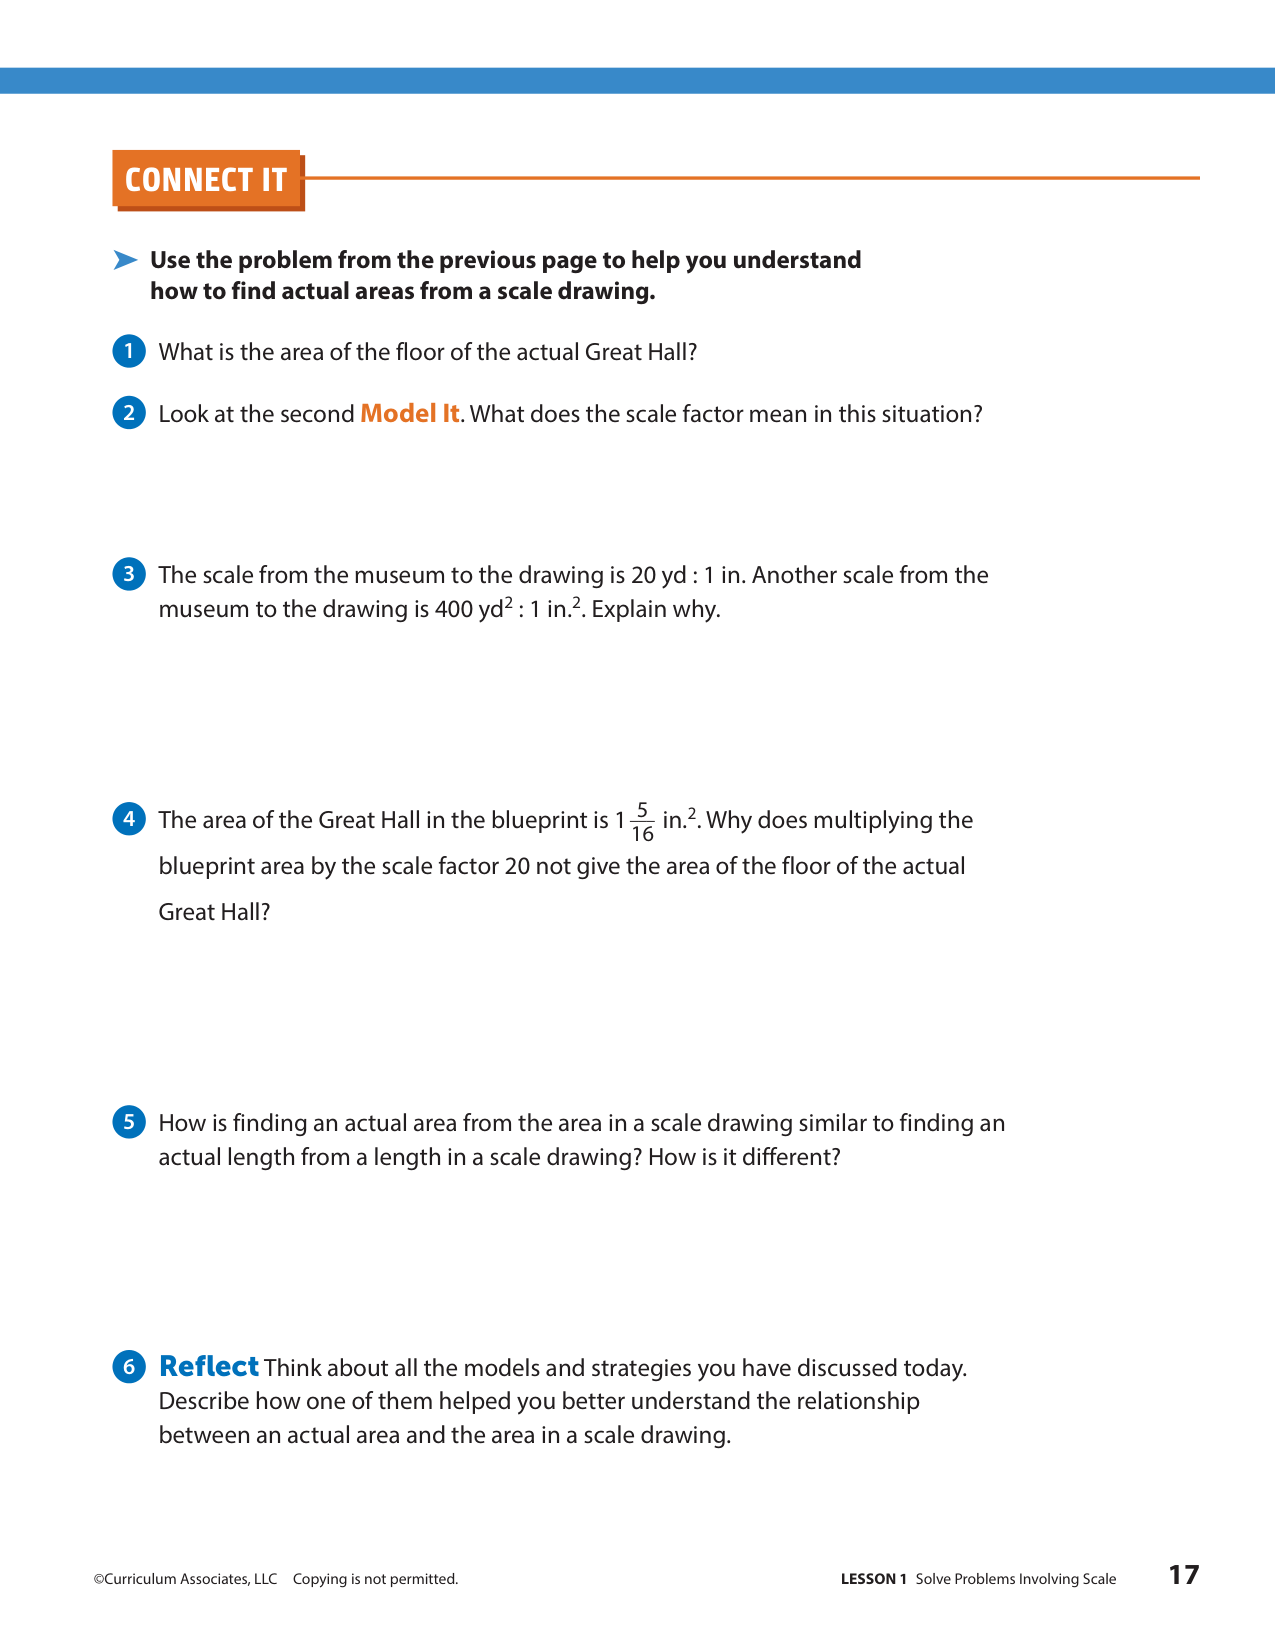 CONNECT IT
➤ Use the problem from the previous page to help you understand
how to find actual areas from a scale drawing.
1 What is the area of the floor of the actual Great Hall?
2 Look at the second Model It. What does the scale factor mean in this situation?
3 The scale from the museum to the drawing is 20 yd : 1 in. Another scale from the
museum to the drawing is 400 yd² : 1 in.². Explain why.
4 The area of the Great Hall in the blueprint is 1 5/16 in.². Why does multiplying the
blueprint area by the scale factor 20 not give the area of the floor of the actual
Great Hall?
5 How is finding an actual area from the area in a scale drawing similar to finding an
actual length from a length in a scale drawing? How is it different?
6 Reflect Think about all the models and strategies you have discussed today.
Describe how one of them helped you better understand the relationship
between an actual area and the area in a scale drawing.
©Curriculum Associates, LLC Copying is not permitted.
LESSON 1 Solve Problems Involving Scale 17